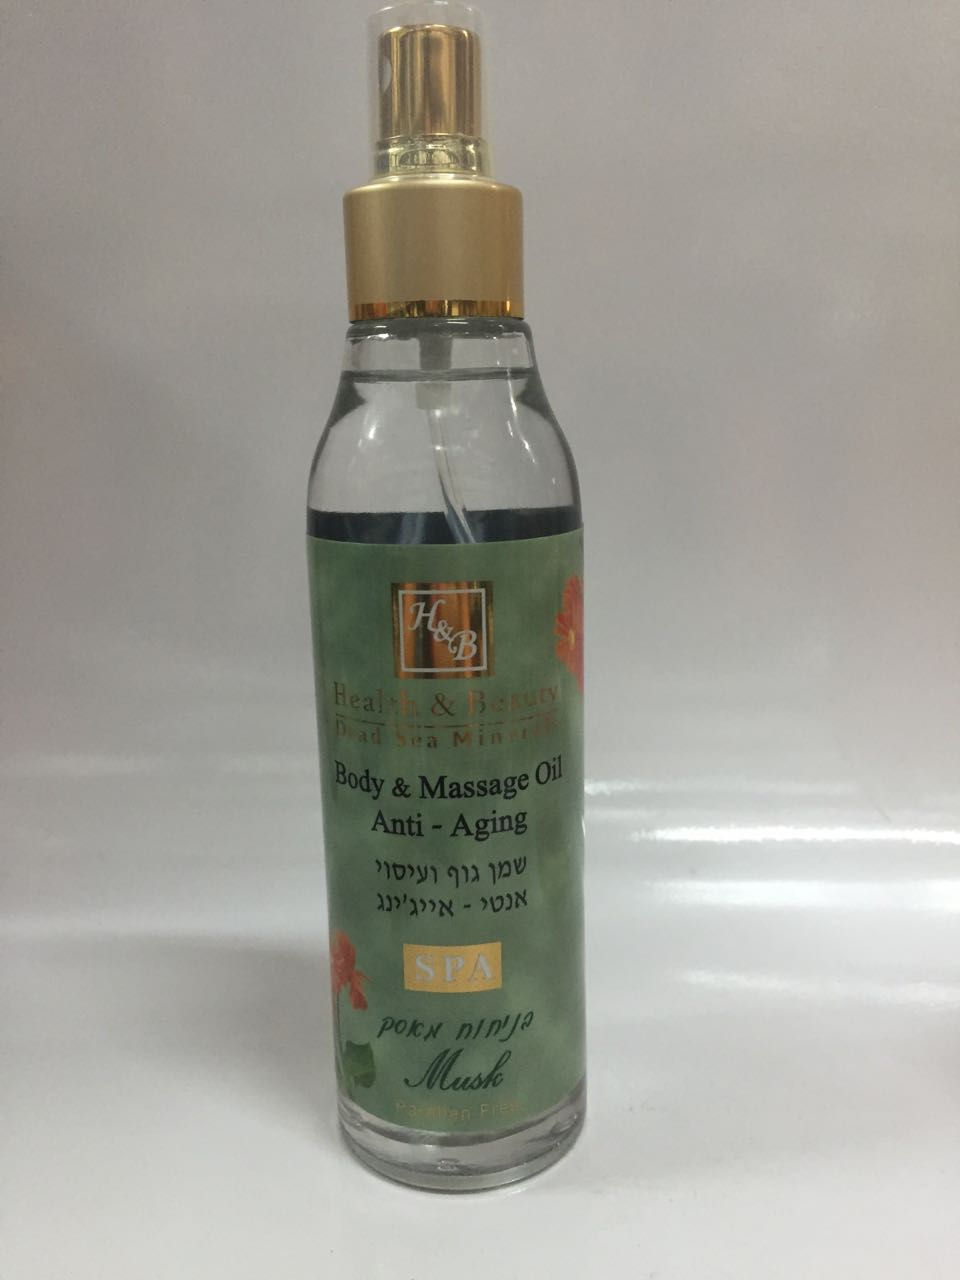 H&B
Health & Beauty
Dead Sea Minerals
Body & Massage Oil
Anti - Aging
שמן גוף ועיסוי
אנטי - אייג'ינג
SPA
בניחוח מאסק
Musk
Paraben Free